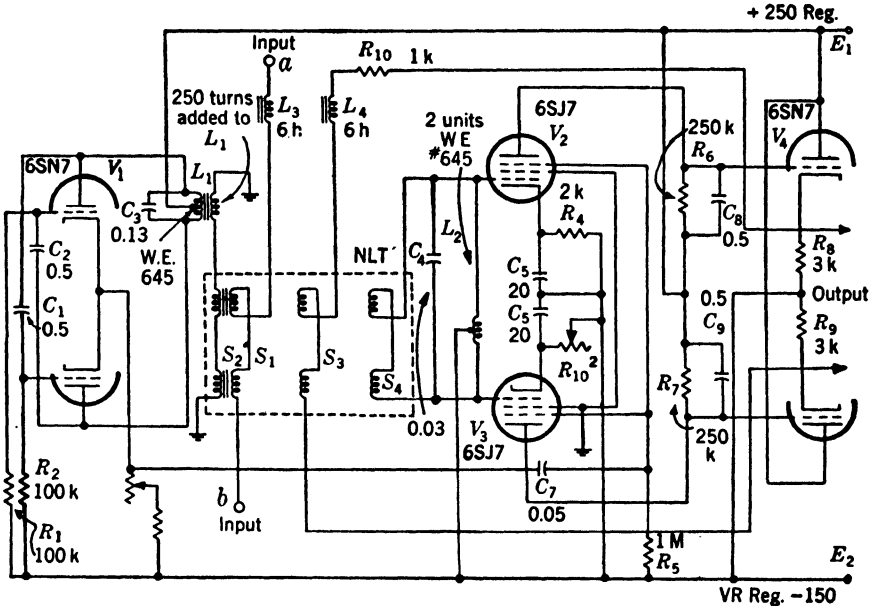 + 250 Reg.
E1
Input
a
R10 1 k
250 turns
added to
L1
L3
6 h
L4
6 h
2 units
W E
#645
6SJ7
V2
250 k
R6
6SN7
V4
6SN7
V1
L1
C3
0.13
W.E.
645
C2
0.5
C1
0.5
NLT
C4
L2
2 k
R4
C5
20
C5
20
R10 2
C8
0.5
R8
3 k
0.5
C9
Output
R9
3 k
S2
S1
S3
S4
0.03
V3
6SJ7
R7
250
k
R2
100 k
R1
100 k
b
Input
C7
0.05
1 M
R5
E2
VR Reg. -150